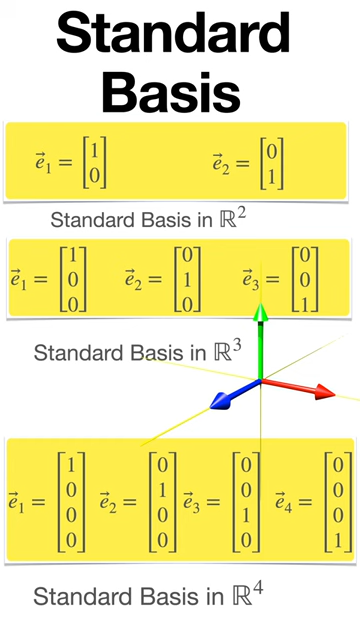 Standard
Basis
e⃗₁ = [1 0] e⃗₂ = [0 1]
Standard Basis in ℝ²
e⃗₁ = [1 0 0] e⃗₂ = [0 1 0] e⃗₃ = [0 0 1]
Standard Basis in ℝ³
e⃗₁ = [1 0 0 0] e⃗₂ = [0 1 0 0] e⃗₃ = [0 0 1 0] e⃗₄ = [0 0 0 1]
Standard Basis in ℝ⁴